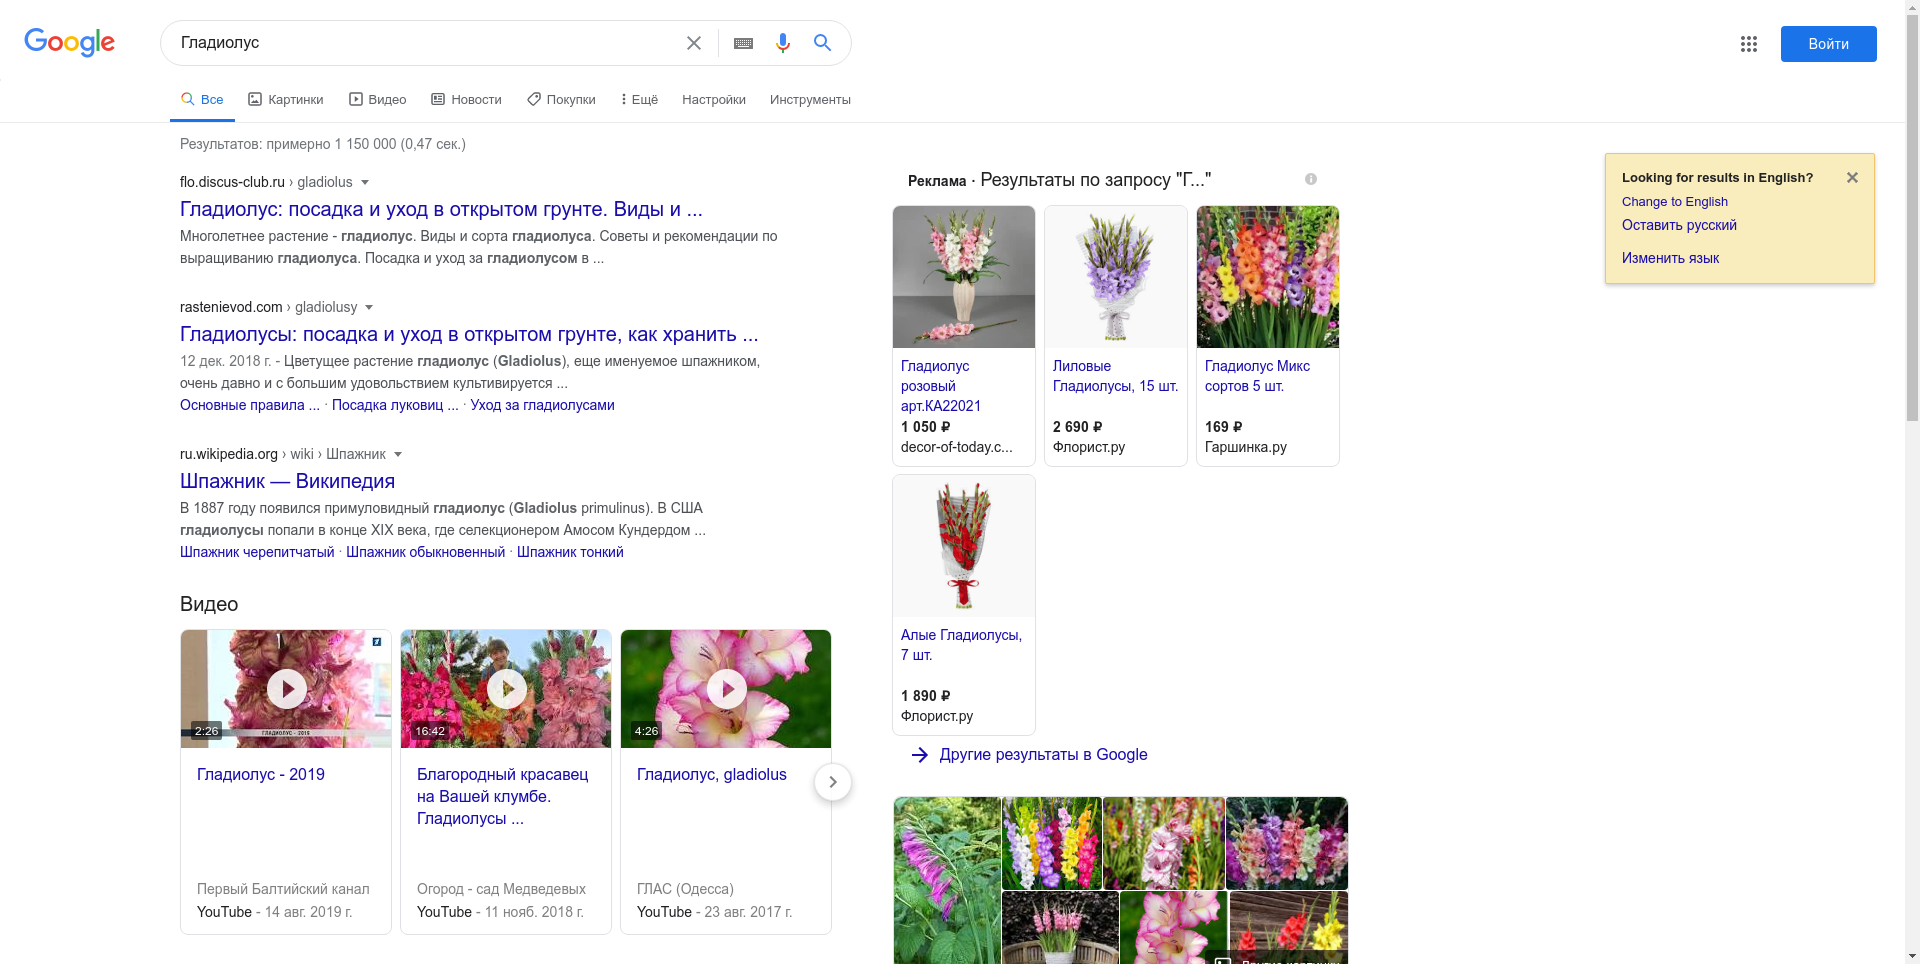 Google
Гладиолус
Войти
Все
Картинки
Видео
Новости
Покупки
Ещё
Настройки
Инструменты
Результатов: примерно 1 150 000 (0,47 сек.)
flo.discus-club.ru › gladiolus
Гладиолус: посадка и уход в открытом грунте. Виды и ...
Многолетнее растение - гладиолус. Виды и сорта гладиолуса. Советы и рекомендации по
выращиванию гладиолуса. Посадка и уход за гладиолусом в ...
rastenievod.com › gladiolusy
Гладиолусы: посадка и уход в открытом грунте, как хранить ...
12 дек. 2018 г. - Цветущее растение гладиолус (Gladiolus), еще именуемое шпажником,
очень давно и с большим удовольствием культивируется ...
Основные правила ... · Посадка луковиц ... · Уход за гладиолусами
ru.wikipedia.org › wiki › Шпажник
Шпажник — Википедия
В 1887 году появился примуловидный гладиолус (Gladiolus primulinus). В США
гладиолусы попали в конце XIX века, где селекционером Амосом Кундердом ...
Шпажник черепитчатый · Шпажник обыкновенный · Шпажник тонкий
Видео
2:26
ГЛАДИОЛУС - 2019
Гладиолус - 2019
Первый Балтийский канал
YouTube - 14 авг. 2019 г.
16:42
Благородный красавец
на Вашей клумбе.
Гладиолусы ...
Огород - сад Медведевых
YouTube - 11 нояб. 2018 г.
4:26
Гладиолус, gladiolus
ГЛАС (Одесса)
YouTube - 23 авг. 2017 г.
Реклама · Результаты по запросу "Г..."
Гладиолус
розовый
арт.КА22021
1 050 ₽
decor-of-today.c...
Лиловые
Гладиолусы, 15 шт.
2 690 ₽
Флорист.ру
Гладиолус Микс
сортов 5 шт.
169 ₽
Гаршинка.ру
Алые Гладиолусы,
7 шт.
1 890 ₽
Флорист.ру
Другие результаты в Google
Looking for results in English?
Change to English
Оставить русский
Изменить язык